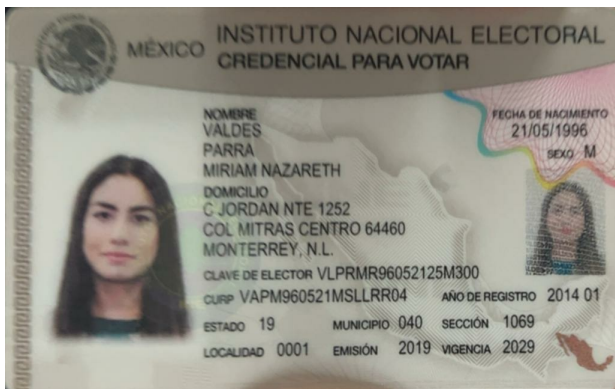 MÉXICO INSTITUTO NACIONAL ELECTORAL
CREDENCIAL PARA VOTAR
NOMBRE
VALDES
PARRA
MIRIAM NAZARETH
FECHA DE NACIMIENTO
21/05/1996
SEXO M
DOMICILIO
C JORDAN NTE 1252
COL MITRAS CENTRO 64460
MONTERREY, N.L.
CLAVE DE ELECTOR VLPRMR96052125M300
CURP VAPM960521MSLLRR04 AÑO DE REGISTRO 2014 01
ESTADO 19 MUNICIPIO 040 SECCIÓN 1069
LOCALIDAD 0001 EMISIÓN 2019 VIGENCIA 2029